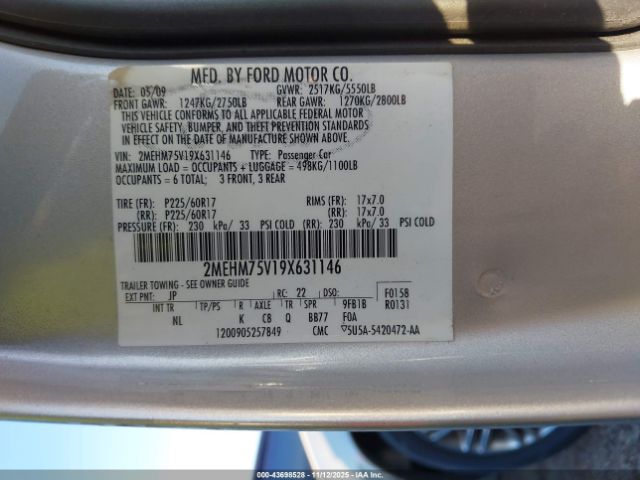 MFD. BY FORD MOTOR CO.
DATE: 05/09 GVWR: 2517KG/5550LB
FRONT GAWR: 1247KG/2750LB REAR GAWR: 1270KG/2800LB
THIS VEHICLE CONFORMS TO ALL APPLICABLE FEDERAL MOTOR
VEHICLE SAFETY, BUMPER, AND THEFT PREVENTION STANDARDS
IN EFFECT ON THE DATE OF MANUFACTURE SHOWN ABOVE.
VIN: 2MEHM75V19X631146 TYPE: Passenger Car
MAXIMUM LOAD = OCCUPANTS + LUGGAGE = 498KG/1100LB
OCCUPANTS = 6 TOTAL; 3 FRONT, 3 REAR
TIRE (FR): P225/60R17 RIMS (FR): 17x7.0
(RR): P225/60R17 (RR): 17x7.0
PRESSURE (FR): 230 kPa/ 33 PSI COLD (RR): 230 kPa/ 33 PSI COLD
2MEHM75V19X631146
TRAILER TOWING - SEE OWNER GUIDE
EXT PNT: JP RC: 22 DSO: F0158
INT TR TP/PS R AXLE TR SPR 9FB1B R0131
NL K CB Q BB77 F0A
1200905257849 CMC ▽5U5A-5420472-AA
000-43698528 - 11/12/2025 - IAAI.COM